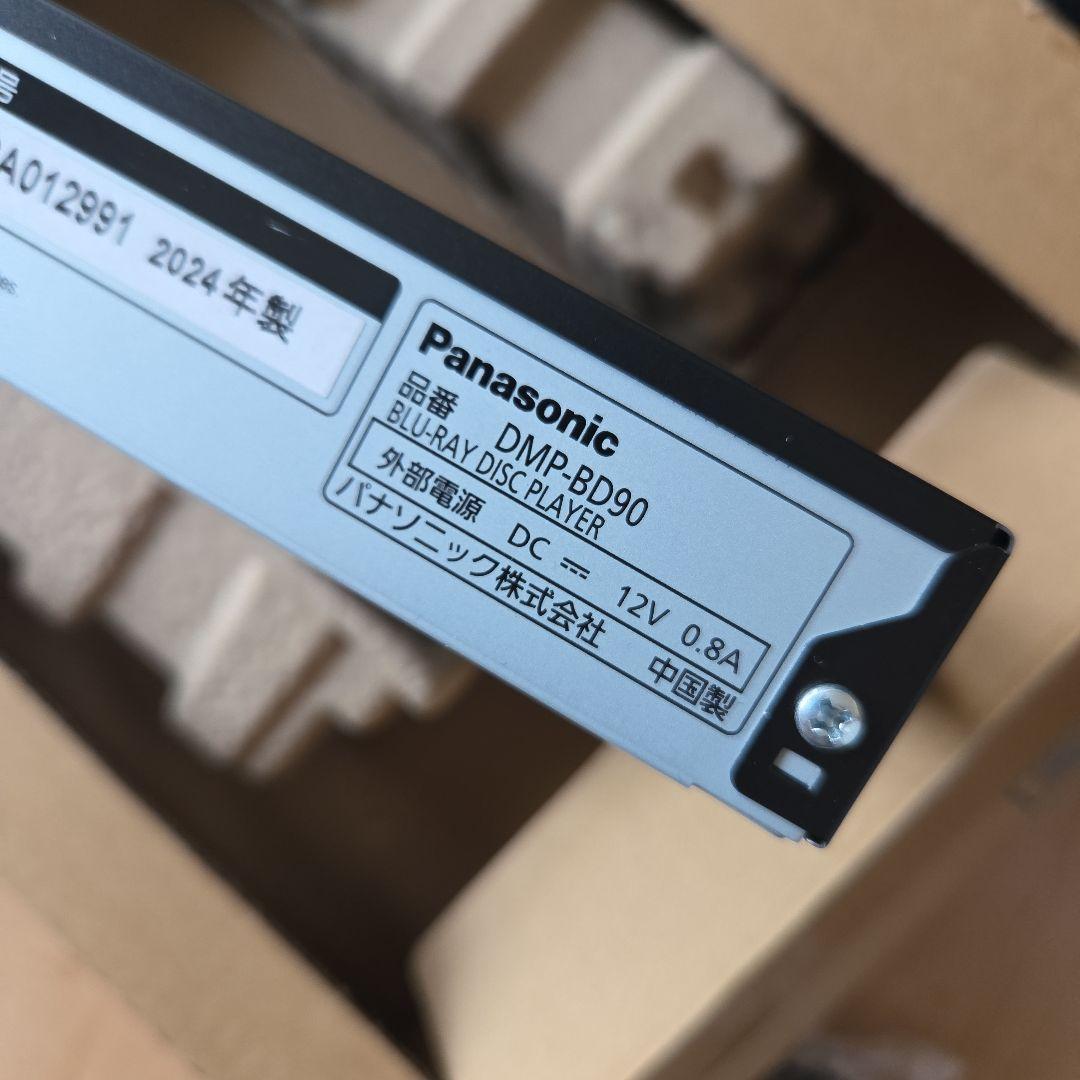 号
A012991 2024年製
Panasonic
品番 DMP-BD90
BLU-RAY DISC PLAYER
外部電源 DC ⎓ 12V 0.8A
パナソニック株式会社 中国製